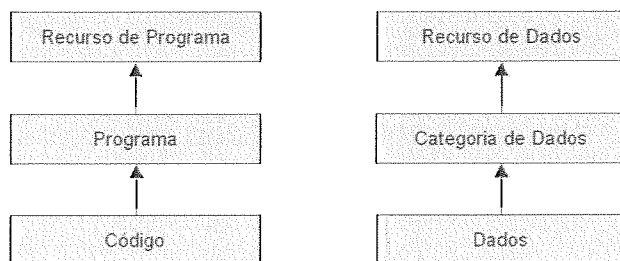 Recurso de Programa
Programa
Código
Recurso de Dados
Categoria de Dados
Dados